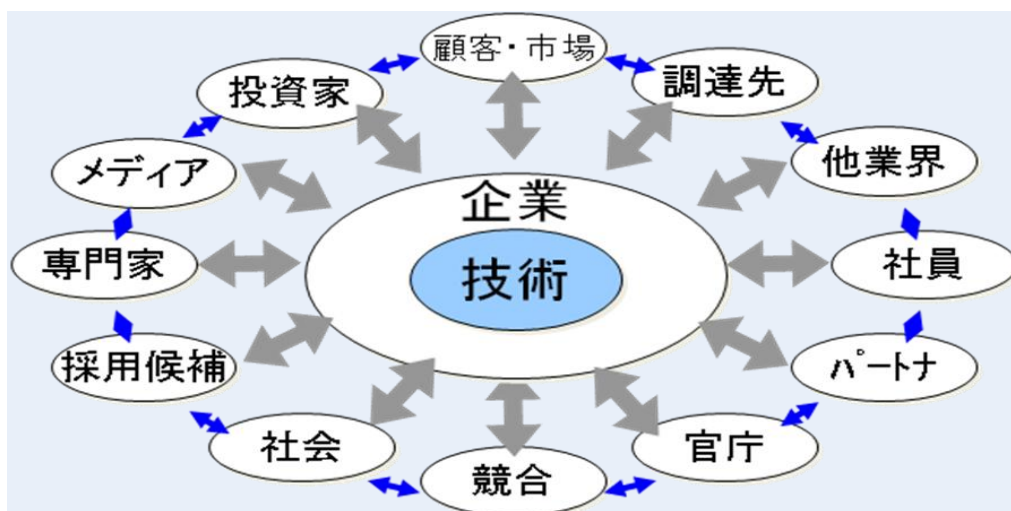 顧客・市場
調達先
投資家
他業界
メディア
企業
技術
専門家
社員
採用候補
パートナ
社会
官庁
競合